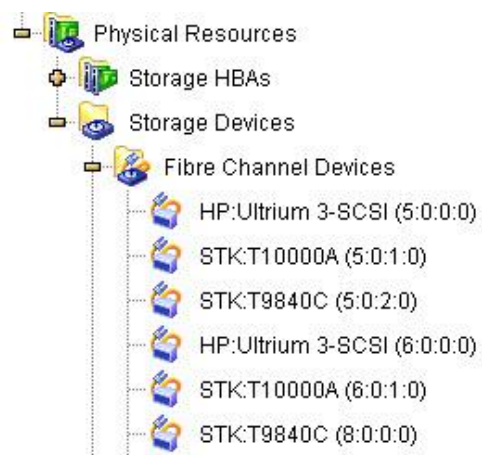 Physical Resources
Storage HBAs
Storage Devices
Fibre Channel Devices
HP:Ultrium 3-SCSI (5:0:0:0)
STK:T10000A (5:0:1:0)
STK:T9840C (5:0:2:0)
HP:Ultrium 3-SCSI (6:0:0:0)
STK:T10000A (6:0:1:0)
STK:T9840C (8:0:0:0)